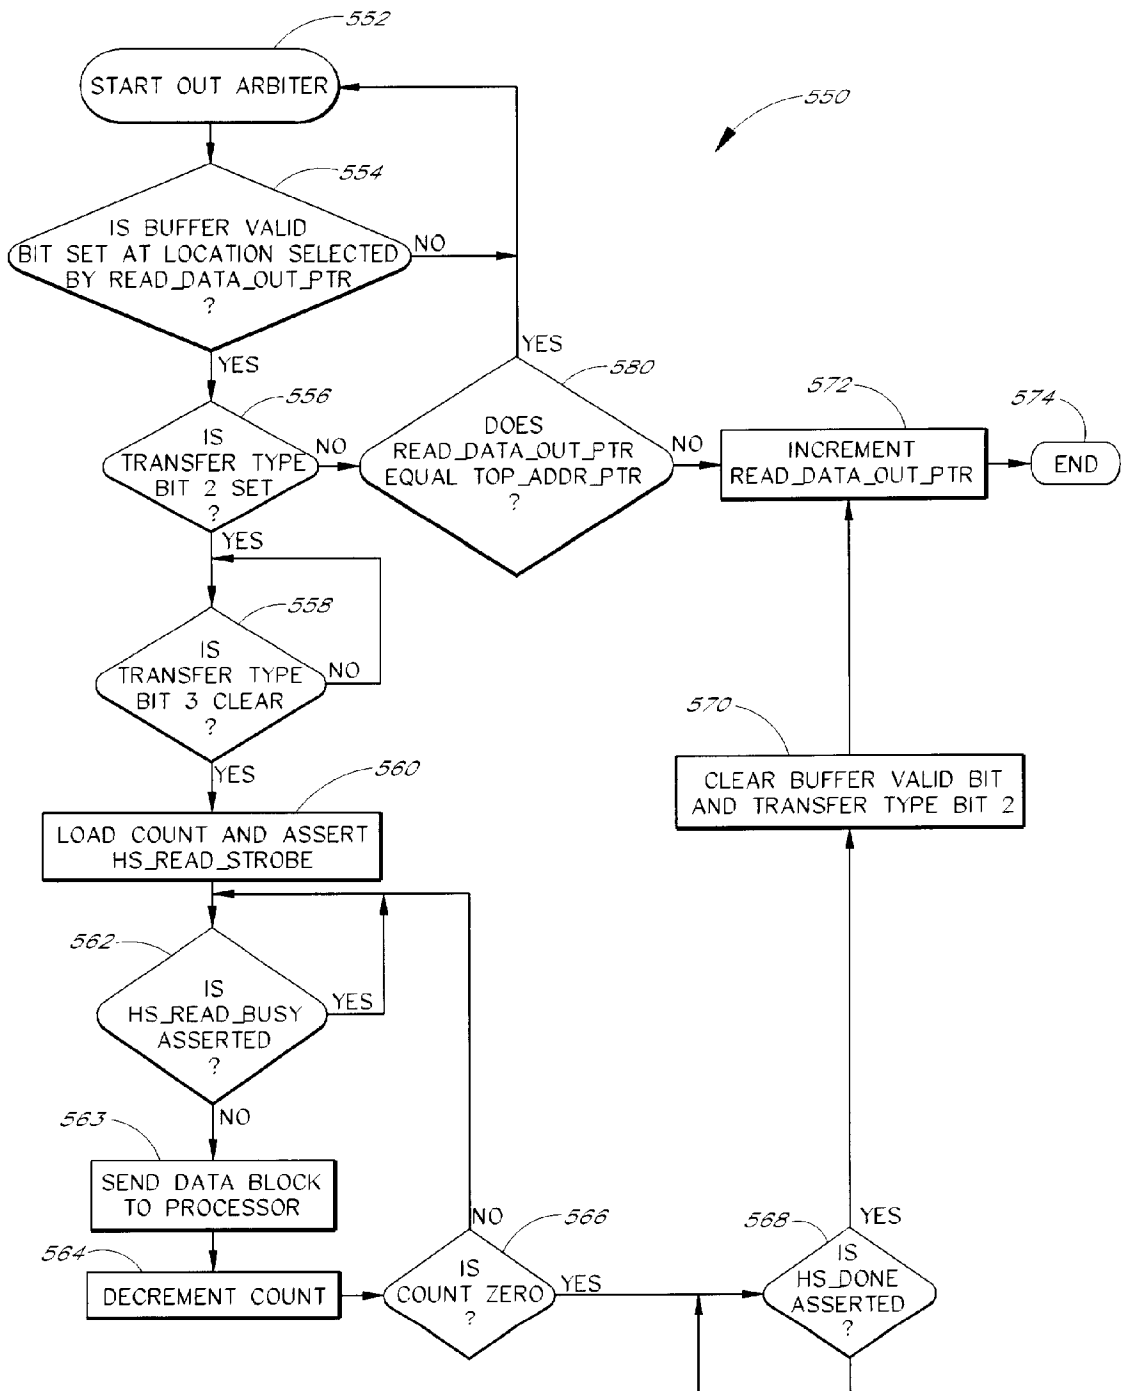 552
START OUT ARBITER
550
554
IS BUFFER VALID
BIT SET AT LOCATION SELECTED
BY READ_DATA_OUT_PTR
?
NO
YES
YES
556
IS
TRANSFER TYPE
BIT 2 SET
?
NO
YES
580
DOES
READ_DATA_OUT_PTR
EQUAL TOP_ADDR_PTR
?
NO
572
INCREMENT
READ_DATA_OUT_PTR
574
END
558
IS
TRANSFER TYPE
BIT 3 CLEAR
?
NO
YES
570
CLEAR BUFFER VALID BIT
AND TRANSFER TYPE BIT 2
560
LOAD COUNT AND ASSERT
HS_READ_STROBE
562
IS
HS_READ_BUSY
ASSERTED
?
YES
NO
563
SEND DATA BLOCK
TO PROCESSOR
564
DECREMENT COUNT
NO
566
IS
COUNT ZERO
?
YES
568
YES
IS
HS_DONE
ASSERTED
?